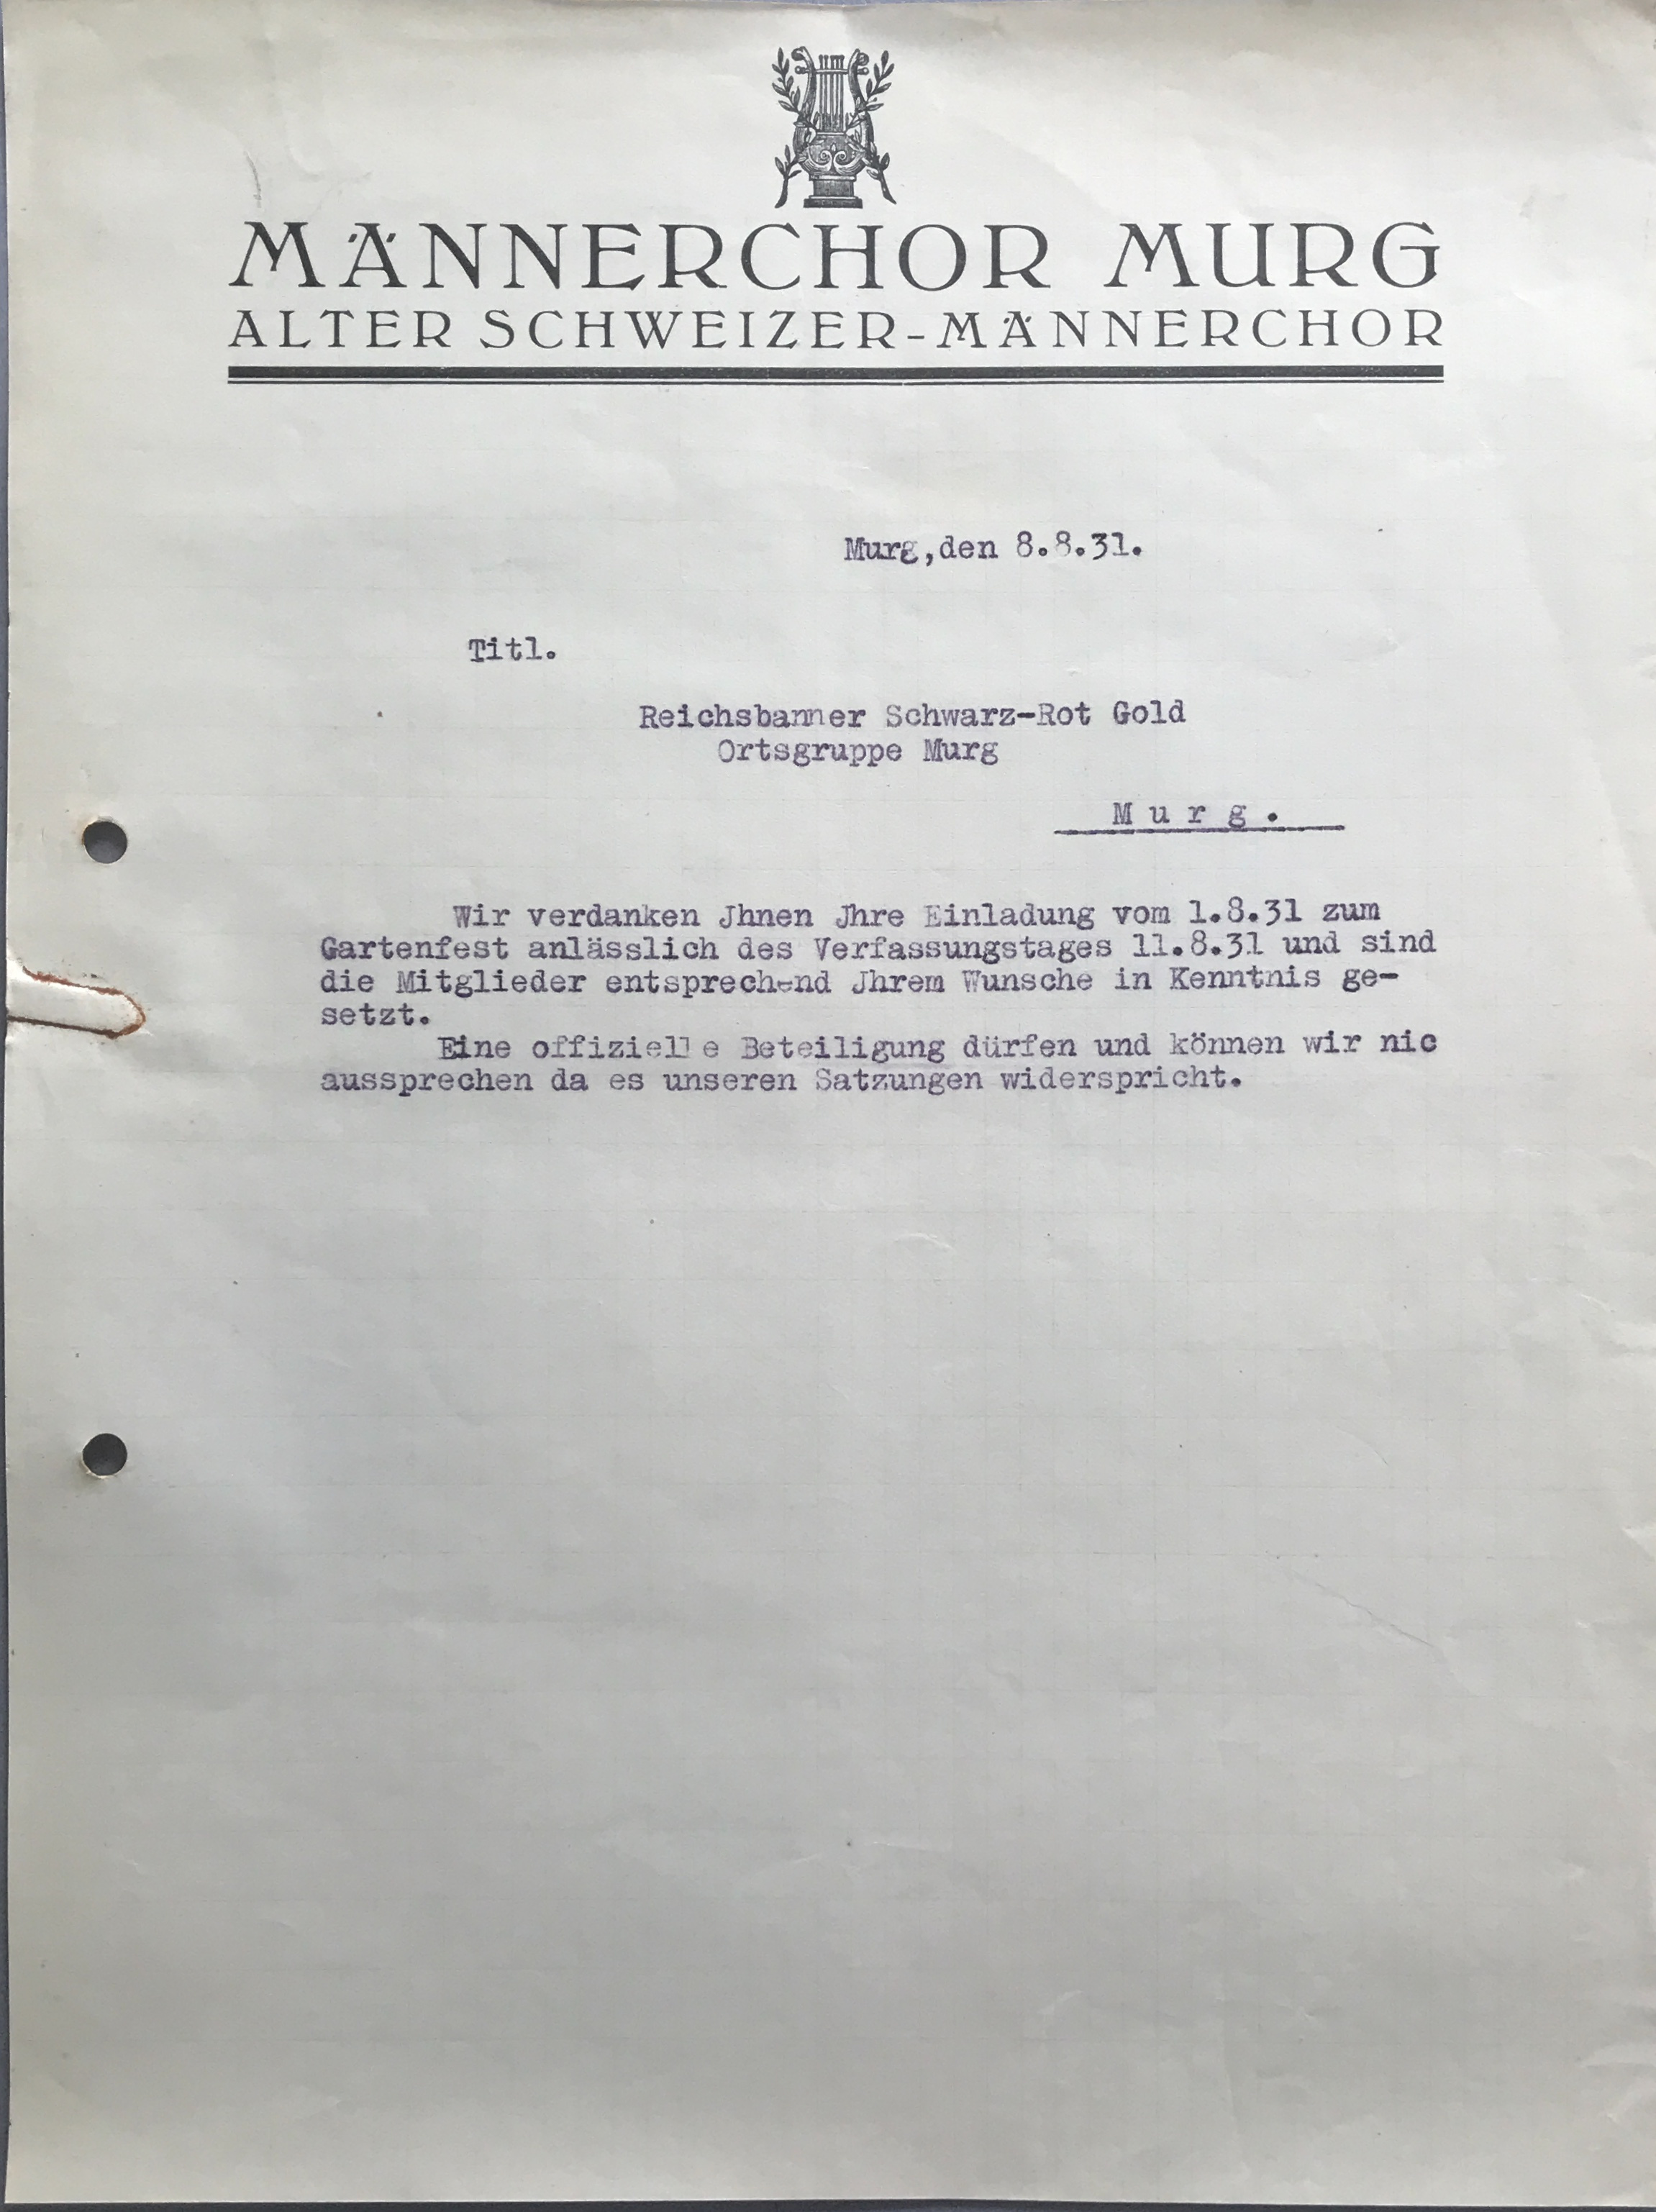 MÄNNERCHOR MURG
ALTER SCHWEIZER-MÄNNERCHOR
Murg,den 8.8.31.
Titl.
Reichsbanner Schwarz-Rot Gold
Ortsgruppe Murg
M u r g .
Wir verdanken Jhnen Jhre Einladung vom 1.8.31 zum
Gartenfest anlässlich des Verfassungstages 11.8.31 und sind
die Mitglieder entsprechend Jhrem Wunsche in Kenntnis ge-
setzt.
Eine offizielle Beteiligung dürfen und können wir nic
aussprechen da es unseren Satzungen widerspricht.